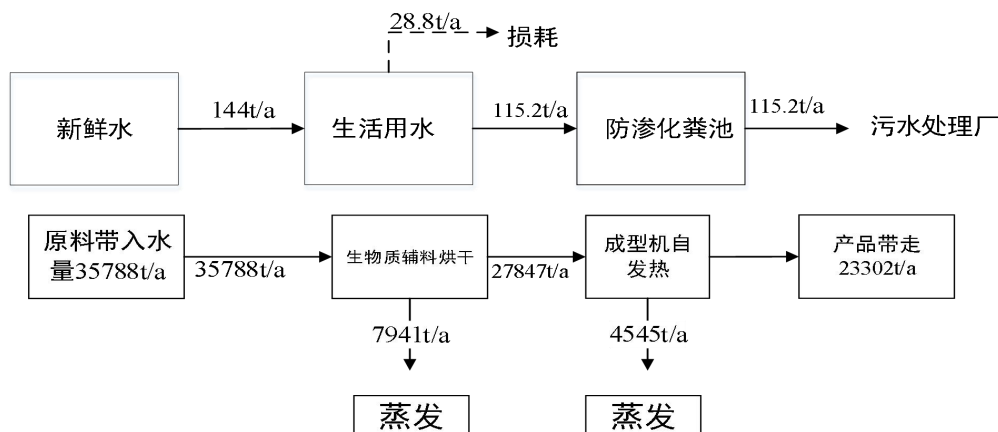 28.8t/a
损耗
新鲜水
144t/a
生活用水
115.2t/a
防渗化粪池
115.2t/a
污水处理厂
原料带入水
量35788t/a
35788t/a
生物质辅料烘干
27847t/a
成型机自
发热
产品带走
23302t/a
7941t/a
4545t/a
蒸发
蒸发